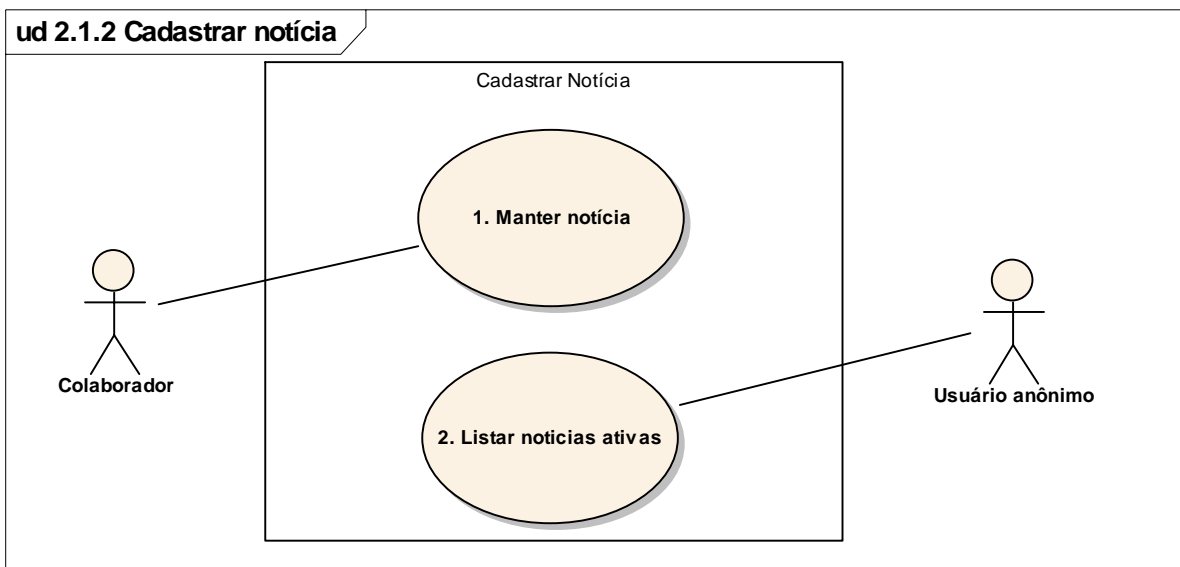 ud 2.1.2 Cadastrar notícia
Cadastrar Notícia
1. Manter notícia
Colaborador
Usuário anônimo
2. Listar noticias ativas